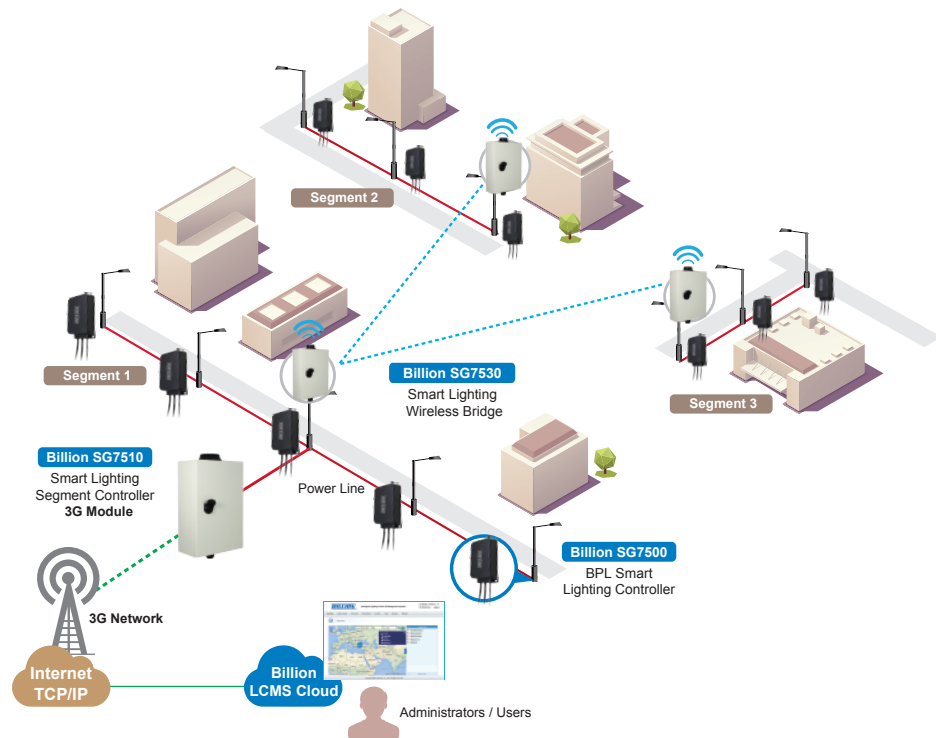 Segment 2
Segment 1
Billion SG7530
Smart Lighting
Wireless Bridge
Segment 3
Billion SG7510
Smart Lighting
Segment Controller
3G Module
Power Line
Billion SG7500
BPL Smart
Lighting Controller
3G Network
Internet
TCP/IP
Billion
LCMS Cloud
BILLION
Administrators / Users